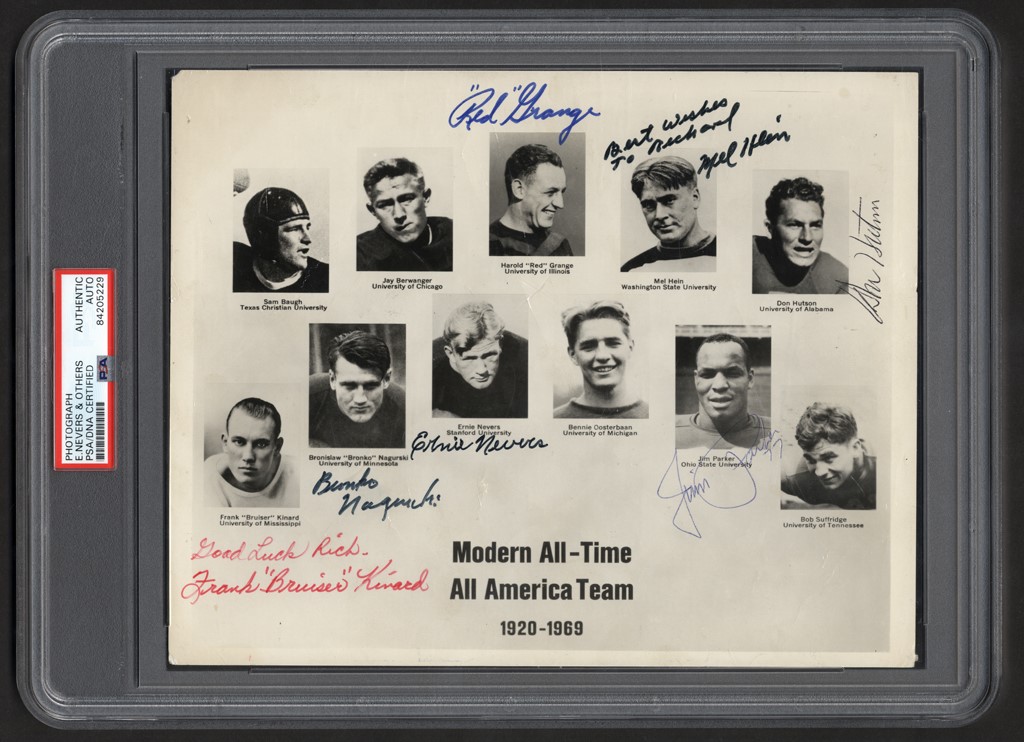 PHOTOGRAPH
E.NEVERS & OTHERS
PSA/DNA CERTIFIED
AUTHENTIC
AUTO
84205229
PSA
"Red" Grange
Best Wishes
To Richard
Mel Hein
Don Hutson
Sam Baugh
Texas Christian University
Jay Berwanger
University of Chicago
Harold "Red" Grange
University of Illinois
Mel Hein
Washington State University
Don Hutson
University of Alabama
Frank "Bruiser" Kinard
University of Mississippi
Bronislaw "Bronko" Nagurski
University of Minnesota
Ernie Nevers
Stanford University
Bennie Oosterbaan
University of Michigan
Jim Parker
Ohio State University
Bob Suffridge
University of Tennessee
Ernie Nevers
Bronko
Nagurski
Jim Parker 77
Good Luck Rich-
Frank "Bruiser" Kinard
Modern All-Time
All America Team
1920-1969